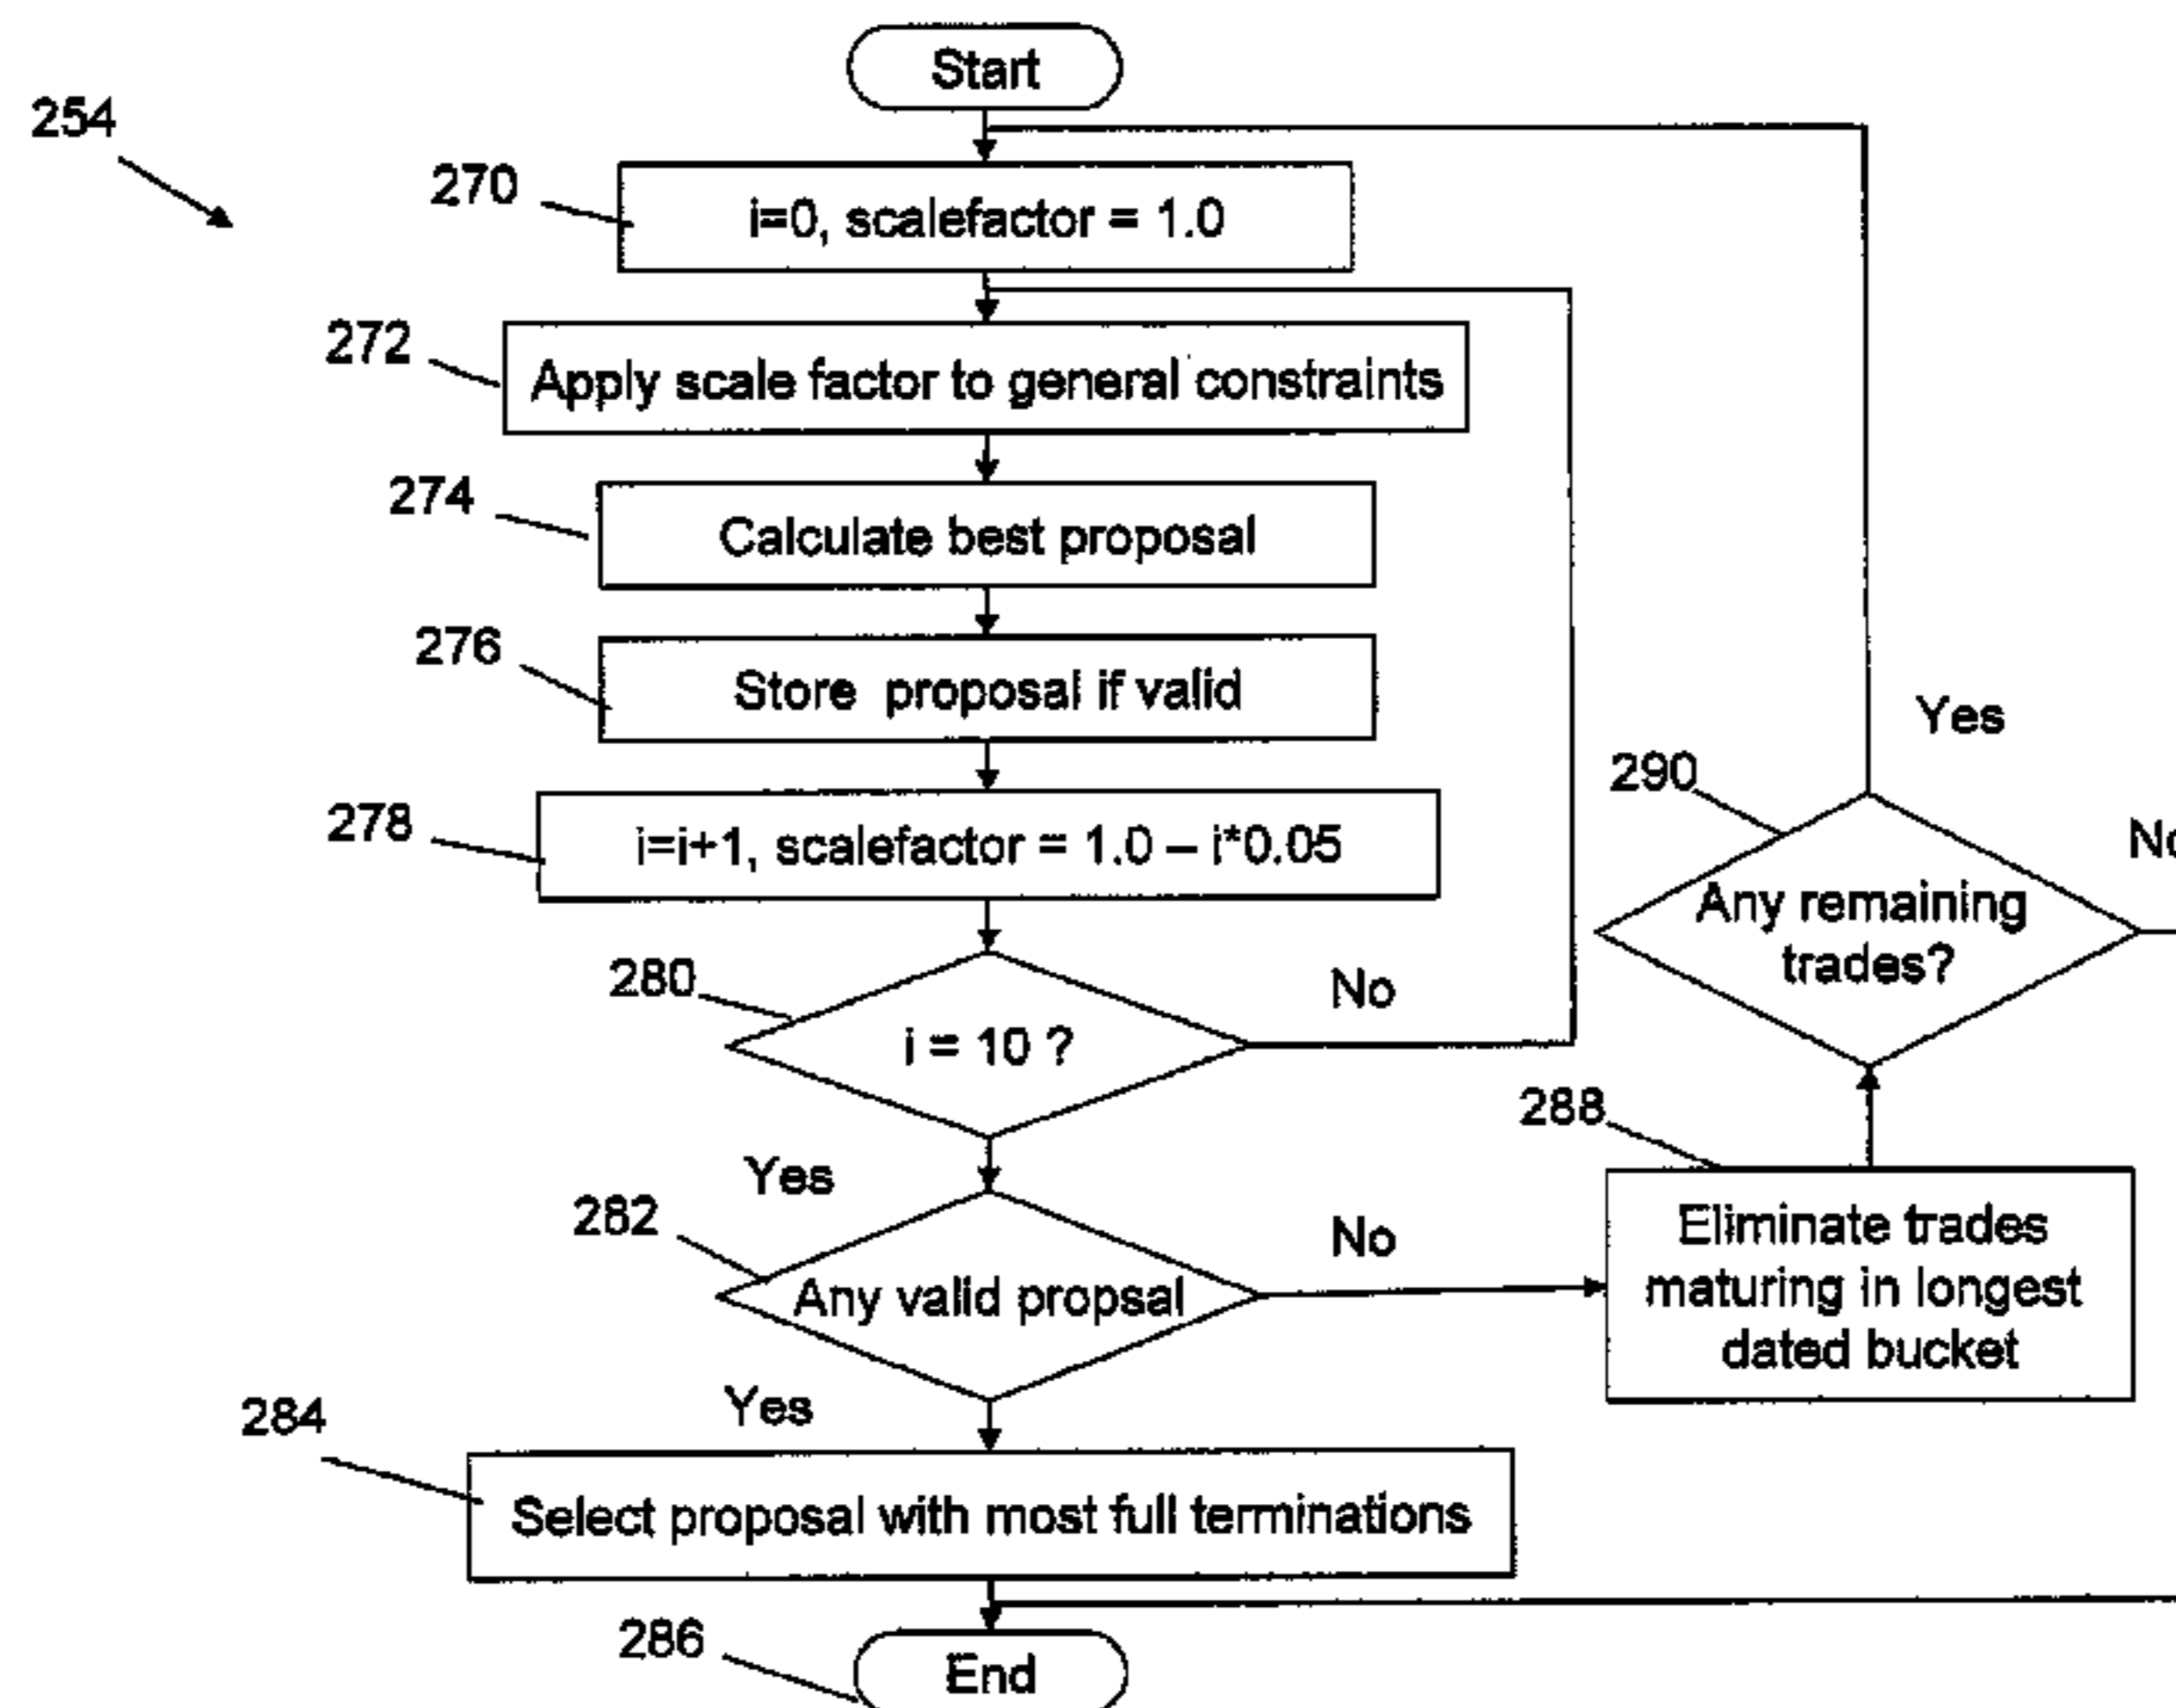 Start
254
270
i=0, scalefactor = 1.0
272
Apply scale factor to general constraints
274
Calculate best proposal
276
Store proposal if valid
278
i=i+1, scalefactor = 1.0 – i*0.05
280
i = 10 ?
No
Yes
282
Any valid propsal
No
Yes
284
Select proposal with most full terminations
286
End
288
Eliminate trades
maturing in longest
dated bucket
290
Any remaining
trades?
Yes